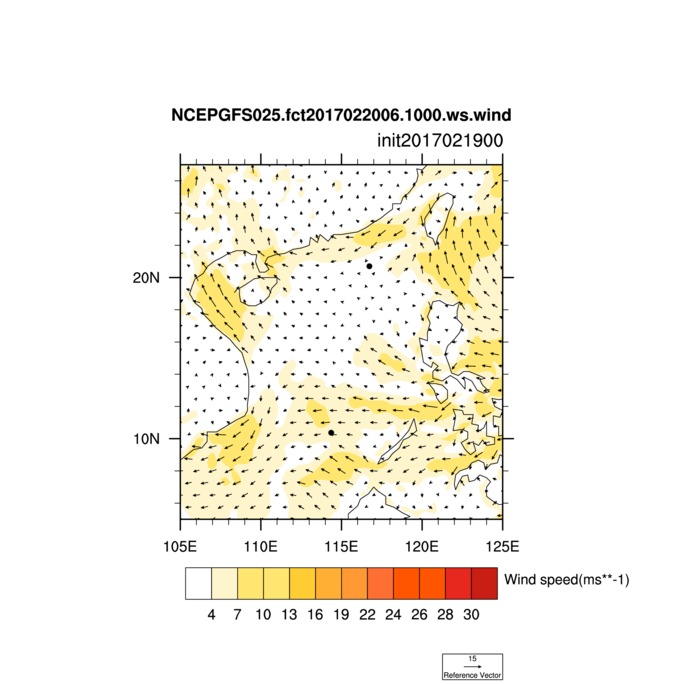 NCEPGFS025.fct2017022006.1000.ws.wind
init2017021900
20N
10N
105E 110E 115E 120E 125E
Wind speed(ms**-1)
4 7 10 13 16 19 22 24 26 28 30
15
Reference Vector